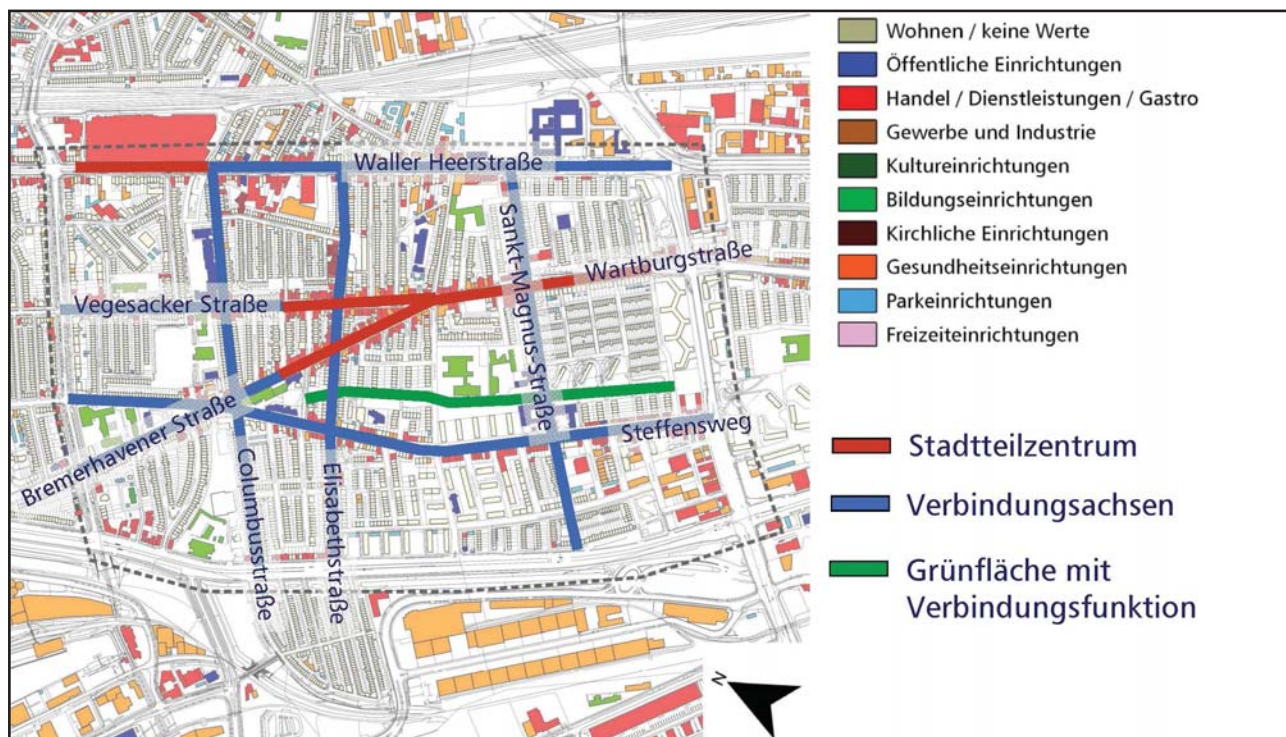 Waller Heerstraße
Sankt-Magnus-Straße
Wartburgstraße
Vegesacker Straße
Bremerhavener Straße
Columbusstraße
Elisabethstraße
Steffensweg
N
Wohnen / keine Werte
Öffentliche Einrichtungen
Handel / Dienstleistungen / Gastro
Gewerbe und Industrie
Kultureinrichtungen
Bildungseinrichtungen
Kirchliche Einrichtungen
Gesundheitseinrichtungen
Parkeinrichtungen
Freizeiteinrichtungen
Stadtteilzentrum
Verbindungsachsen
Grünfläche mit
Verbindungsfunktion